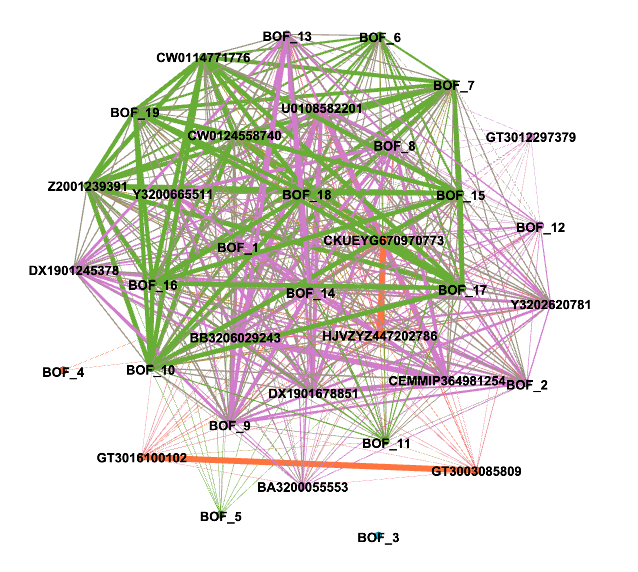 BOF_13
BOF_6
CW0114771776
BOF_7
U0108582201
BOF_19
CW0124558740
GT3012297379
BOF_8
Z2001239391
Y3200665511
BOF_18
BOF_15
BOF_12
CKUEYG670970773
BOF_1
DX1901245378
BOF_16
BOF_14
BOF_17
Y3202620781
BB3206029243
HJVZYZ447202786
BOF_4
BOF_10
CEMMIP364981254
BOF_2
DX1901678851
BOF_9
BOF_11
GT3016100102
GT3003085809
BA3200055553
BOF_5
BOF_3